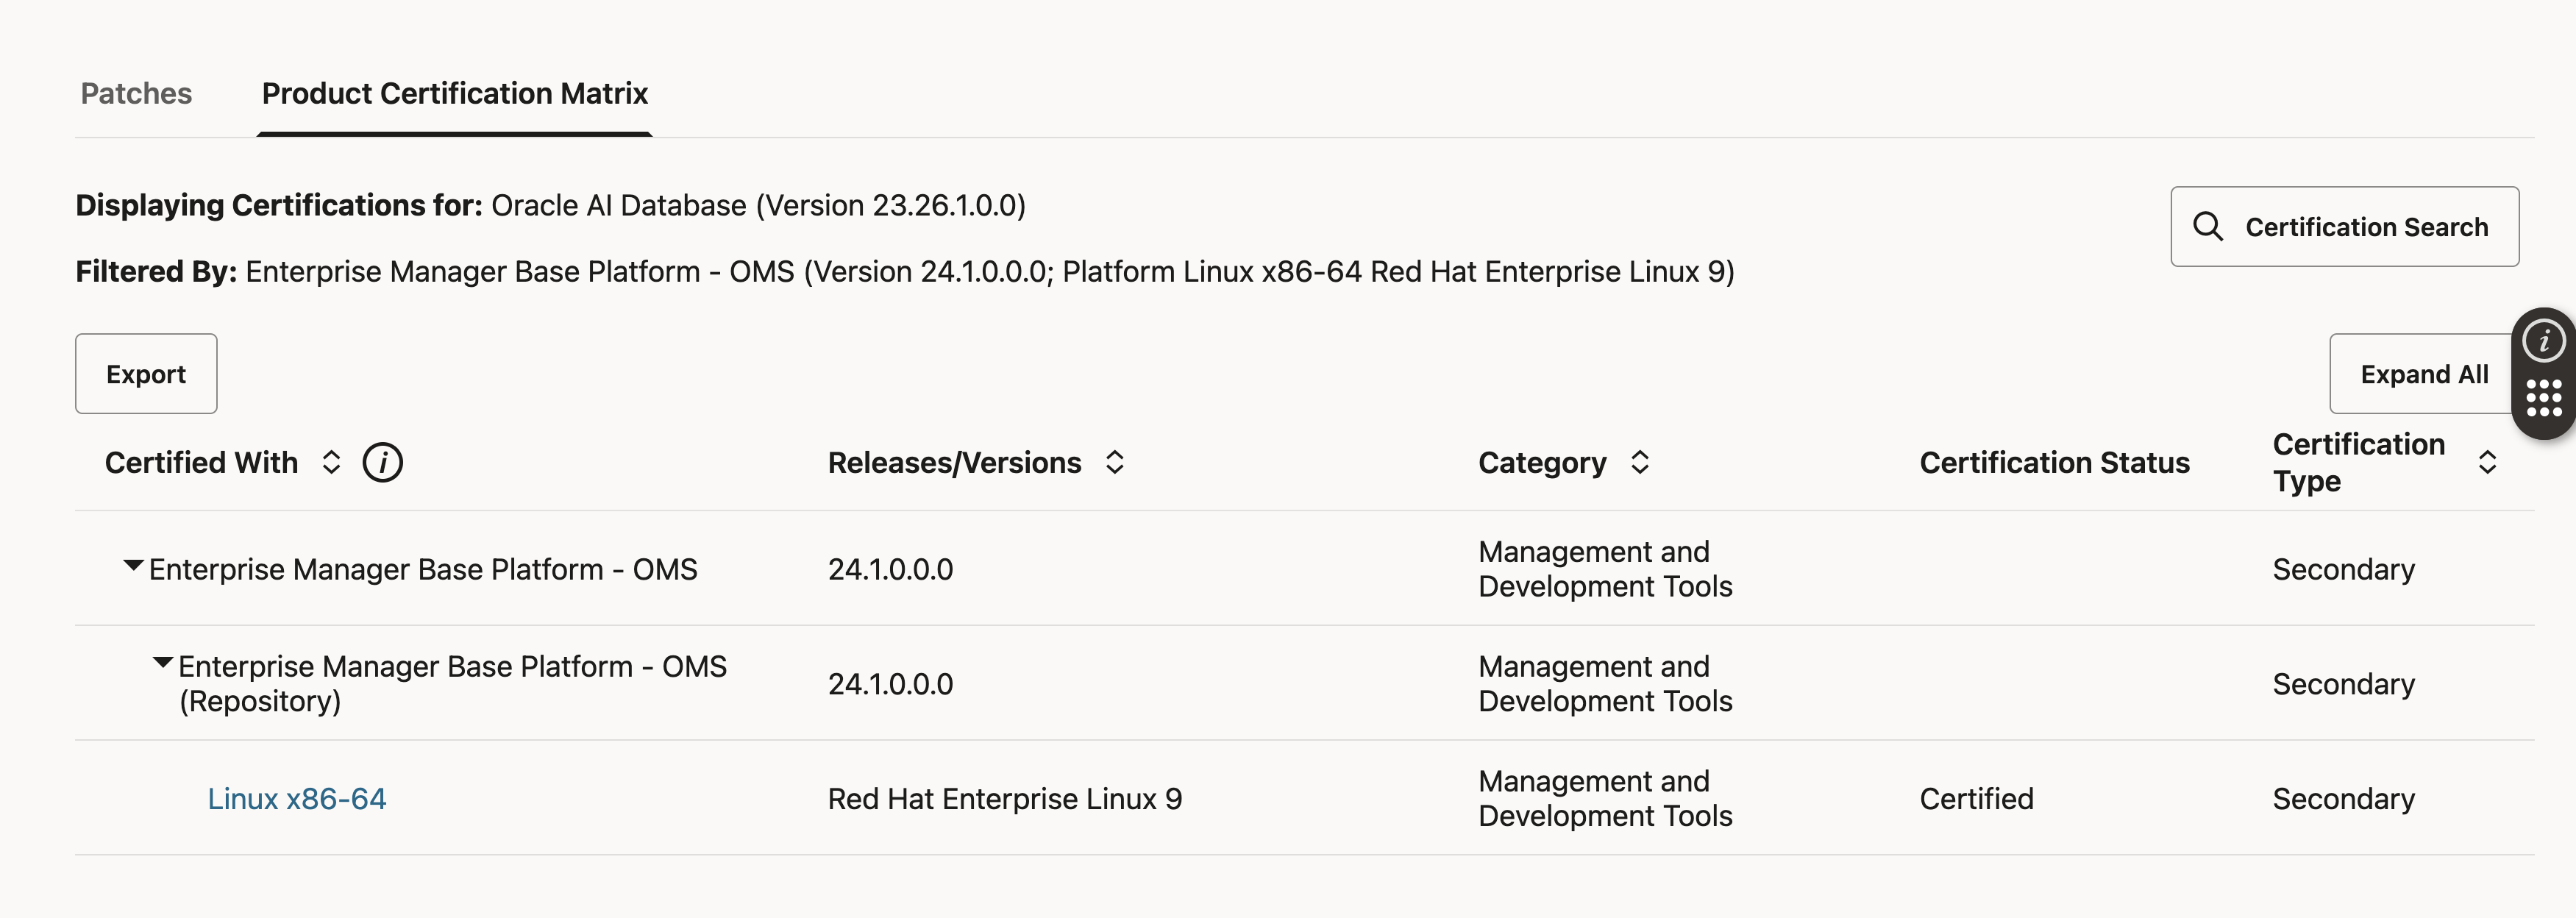 Patches
Product Certification Matrix
Displaying Certifications for: Oracle AI Database (Version 23.26.1.0.0)
Certification Search
Filtered By: Enterprise Manager Base Platform - OMS (Version 24.1.0.0.0; Platform Linux x86-64 Red Hat Enterprise Linux 9)
Export
Expand All
Certified With
Releases/Versions
Category
Certification Status
Certification
Type
Enterprise Manager Base Platform - OMS
24.1.0.0.0
Management and
Development Tools
Secondary
Enterprise Manager Base Platform - OMS
(Repository)
24.1.0.0.0
Management and
Development Tools
Secondary
Linux x86-64
Red Hat Enterprise Linux 9
Management and
Development Tools
Certified
Secondary